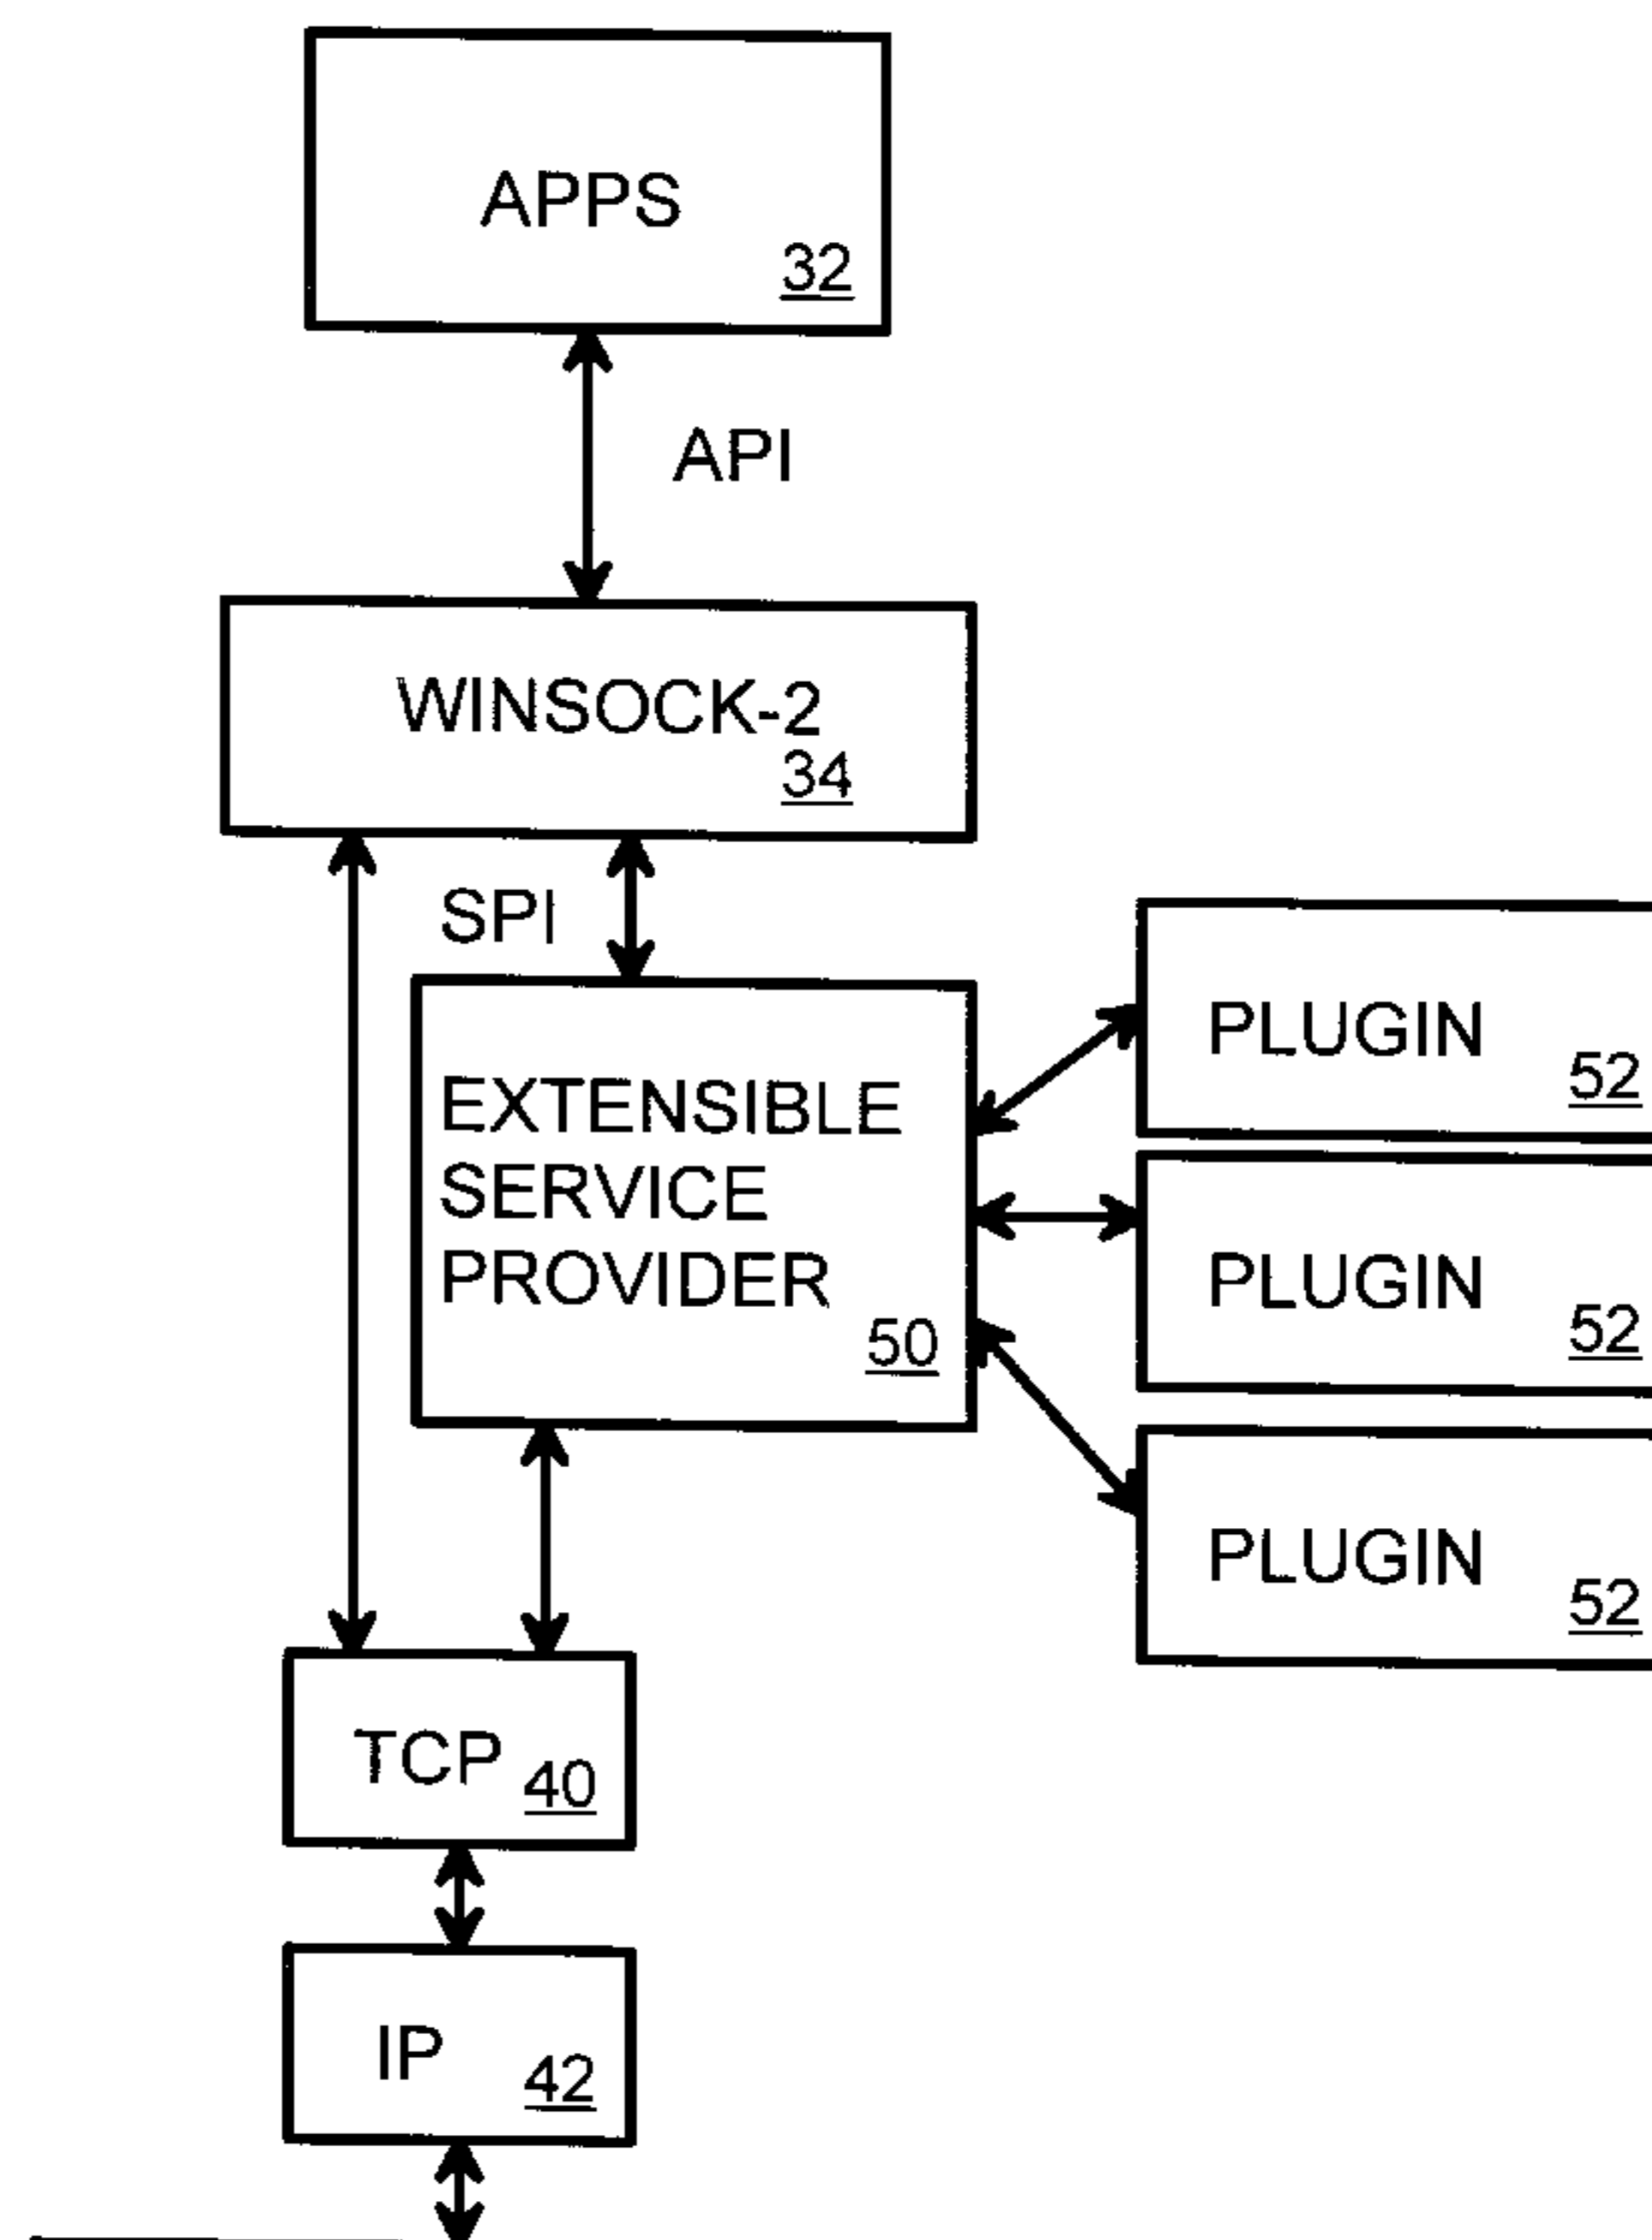 APPS
32
API
WINSOCK-2
34
SPI
EXTENSIBLE
SERVICE
PROVIDER
50
PLUGIN
52
PLUGIN
52
PLUGIN
52
TCP
40
IP
42